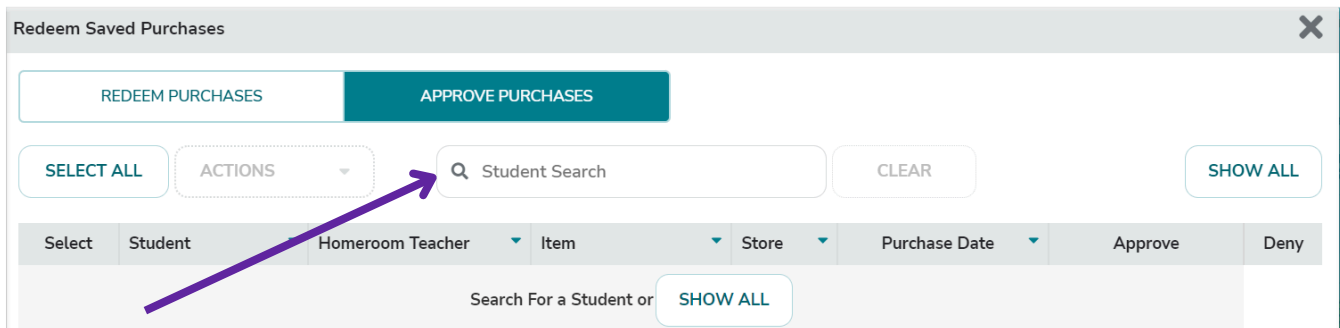 Redeem Saved Purchases
REDEEM PURCHASES APPROVE PURCHASES
SELECT ALL ACTIONS Student Search CLEAR SHOW ALL
Select Student Homeroom Teacher Item Store Purchase Date Approve Deny
Search For a Student or SHOW ALL